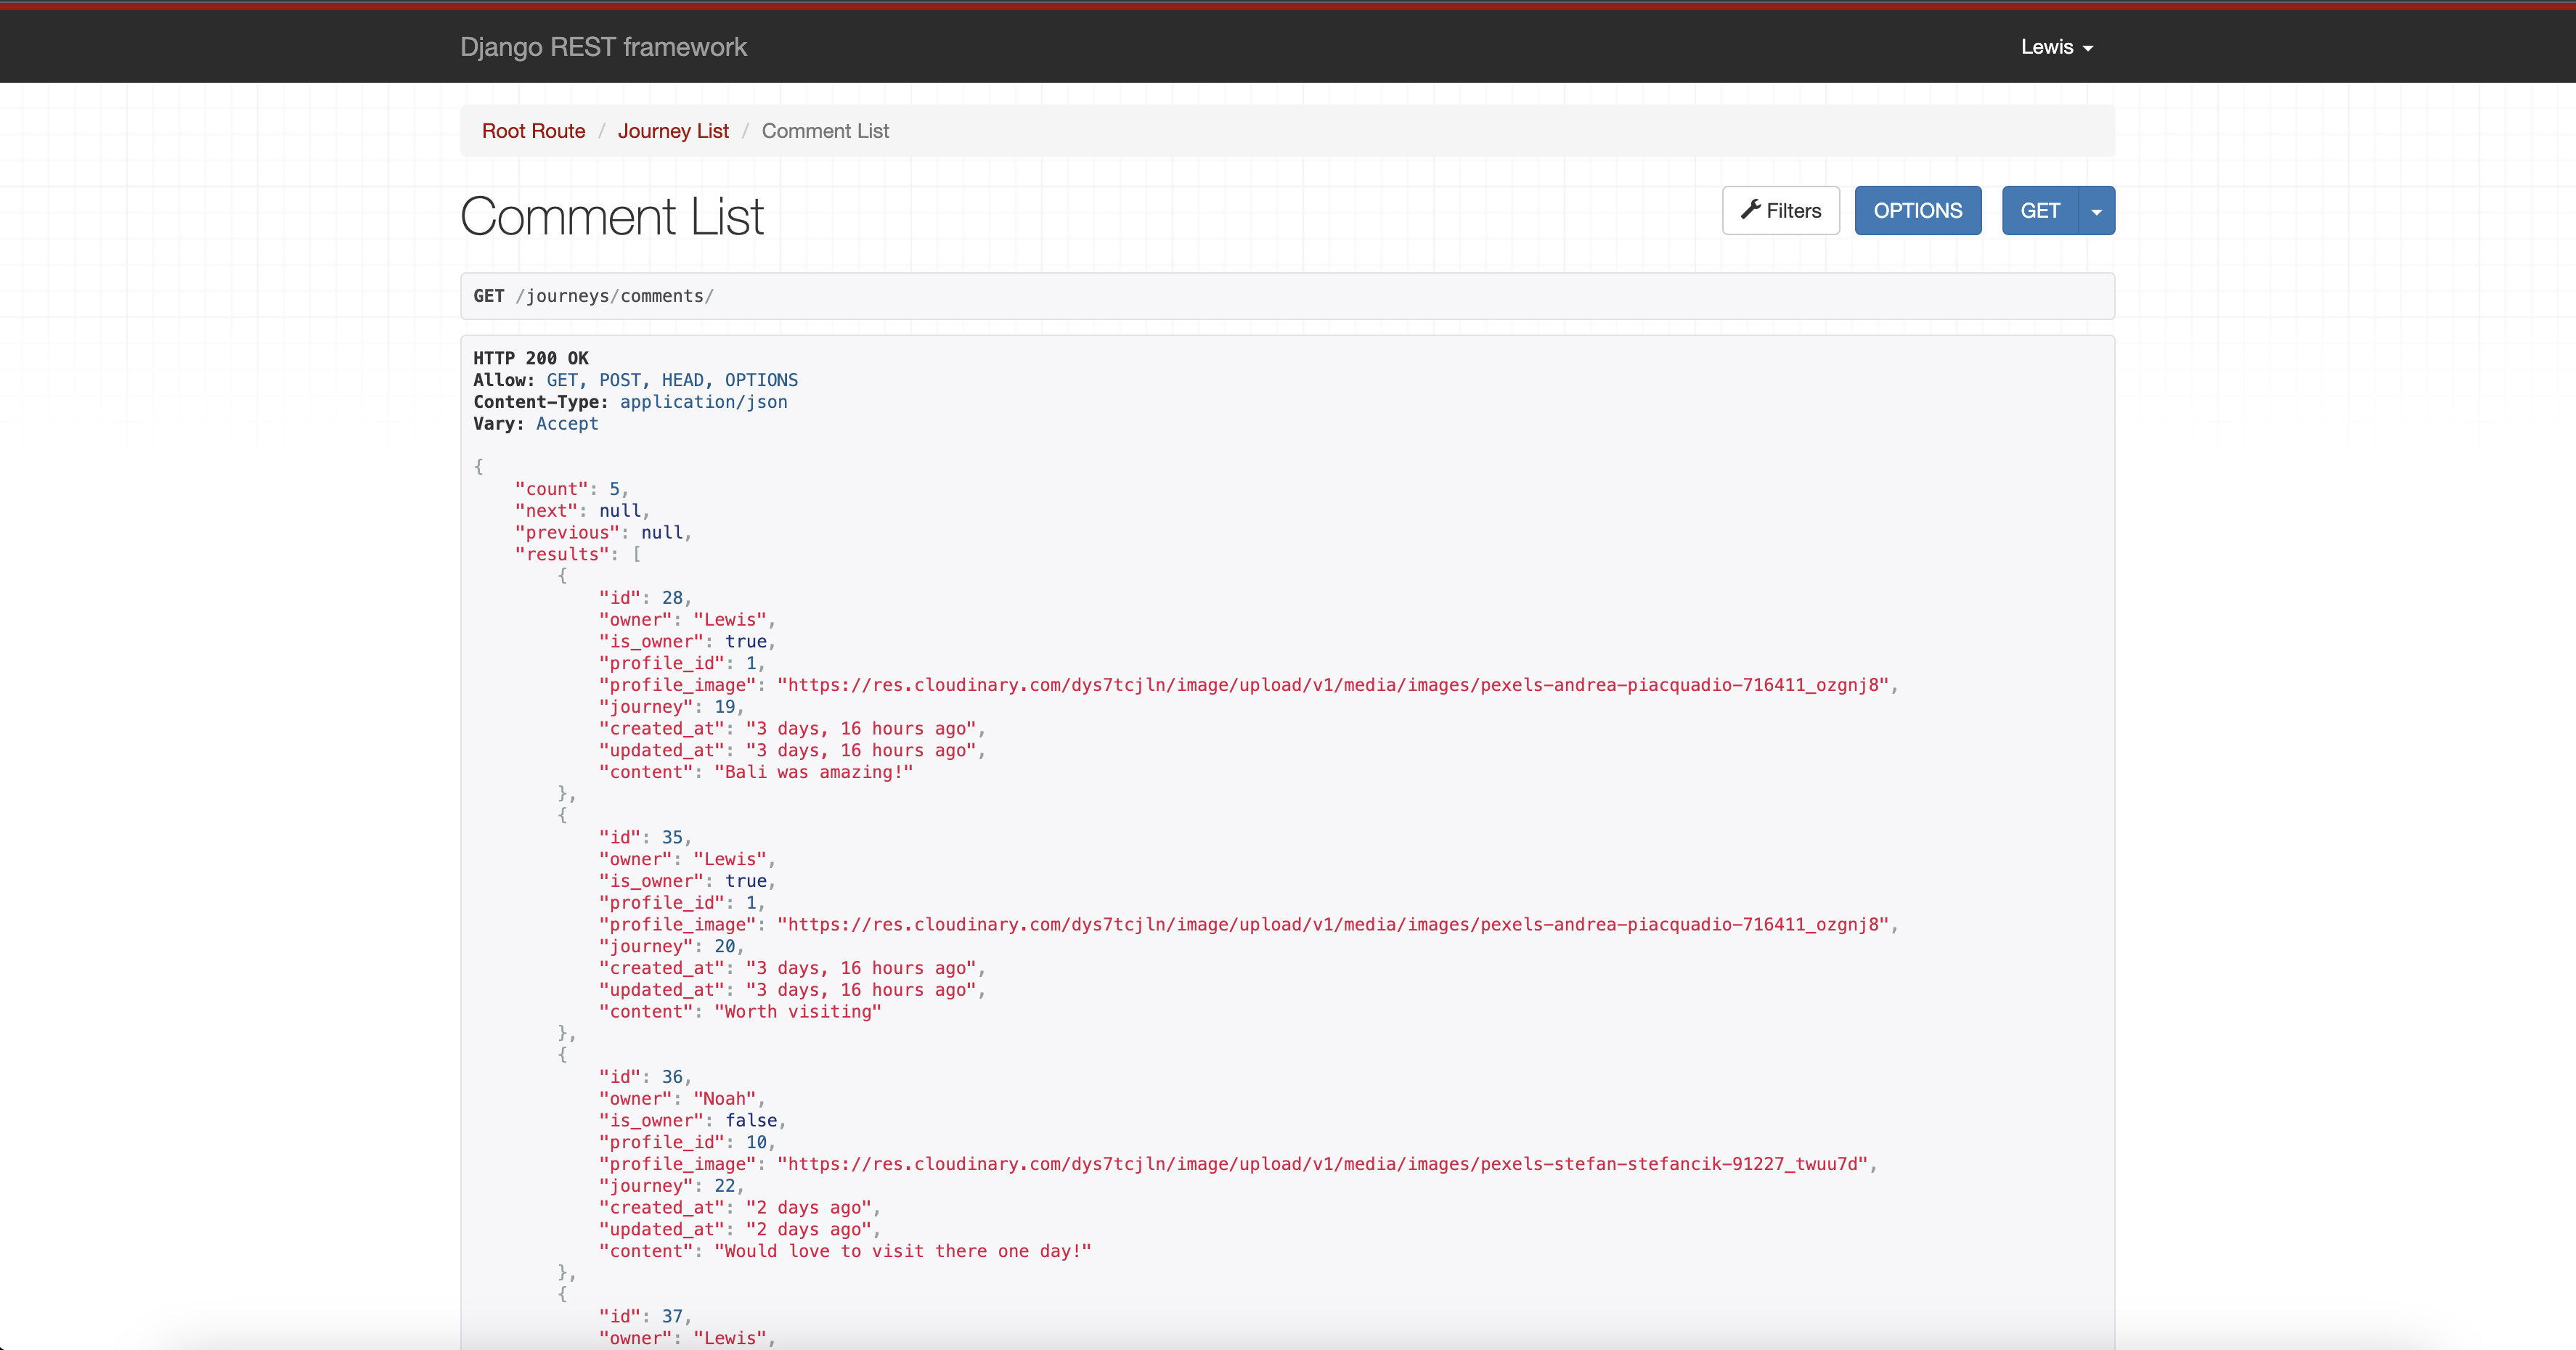 Django REST framework
Lewis
Root Route / Journey List / Comment List
Comment List
Filters
OPTIONS
GET
GET /journeys/comments/
HTTP 200 OK
Allow: GET, POST, HEAD, OPTIONS
Content-Type: application/json
Vary: Accept
{
"count": 5,
"next": null,
"previous": null,
"results": [
{
"id": 28,
"owner": "Lewis",
"is_owner": true,
"profile_id": 1,
"profile_image": "https://res.cloudinary.com/dys7tcjln/image/upload/v1/media/images/pexels-andrea-piacquadio-716411_ozgnj8",
"journey": 19,
"created_at": "3 days, 16 hours ago",
"updated_at": "3 days, 16 hours ago",
"content": "Bali was amazing!"
},
{
"id": 35,
"owner": "Lewis",
"is_owner": true,
"profile_id": 1,
"profile_image": "https://res.cloudinary.com/dys7tcjln/image/upload/v1/media/images/pexels-andrea-piacquadio-716411_ozgnj8",
"journey": 20,
"created_at": "3 days, 16 hours ago",
"updated_at": "3 days, 16 hours ago",
"content": "Worth visiting"
},
{
"id": 36,
"owner": "Noah",
"is_owner": false,
"profile_id": 10,
"profile_image": "https://res.cloudinary.com/dys7tcjln/image/upload/v1/media/images/pexels-stefan-stefancik-91227_twuu7d",
"journey": 22,
"created_at": "2 days ago",
"updated_at": "2 days ago",
"content": "Would love to visit there one day!"
},
{
"id": 37,
"owner": "Lewis",